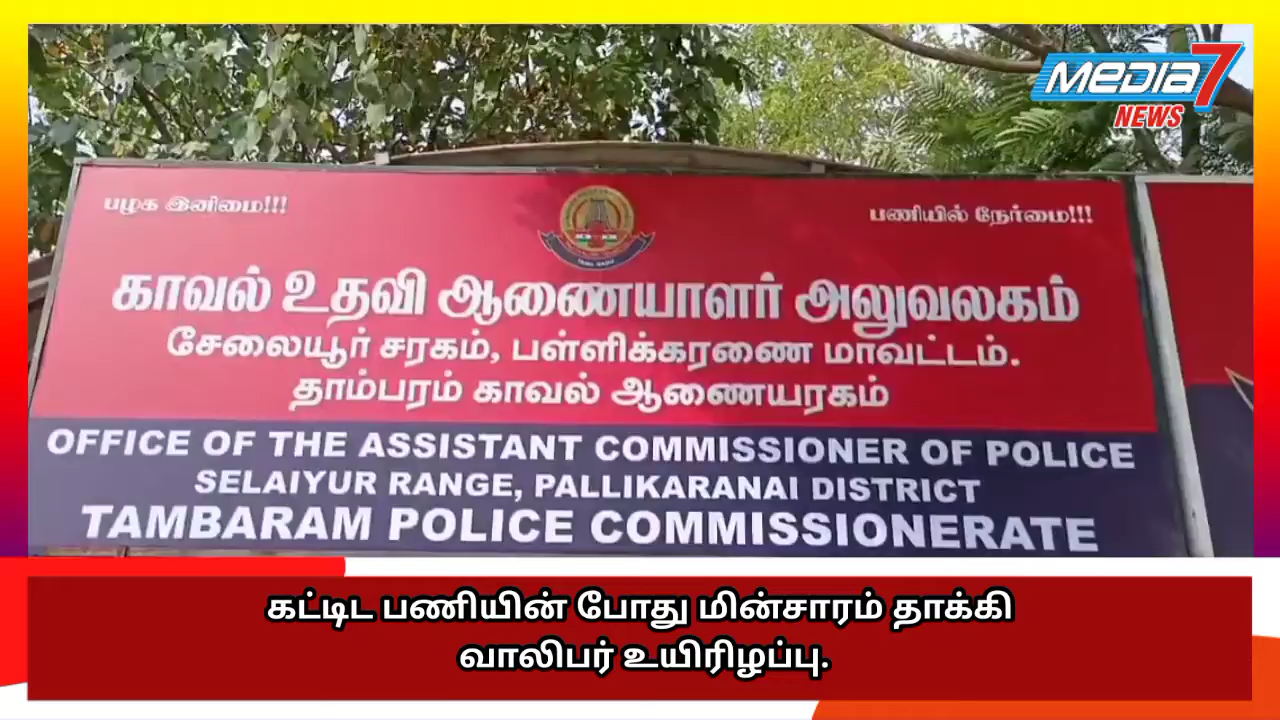 MEDIA 7
NEWS
பழக இனிமை!!!
பணியில் நேர்மை!!!
காவல் உதவி ஆணையாளர் அலுவலகம்
சேலையூர் சரகம், பள்ளிக்கரணை மாவட்டம்.
தாம்பரம் காவல் ஆணையரகம்
OFFICE OF THE ASSISTANT COMMISSIONER OF POLICE
SELAIYUR RANGE, PALLIKARANAI DISTRICT
TAMBARAM POLICE COMMISSIONERATE
கட்டிட பணியின் போது மின்சாரம் தாக்கி
வாலிபர் உயிரிழப்பு.